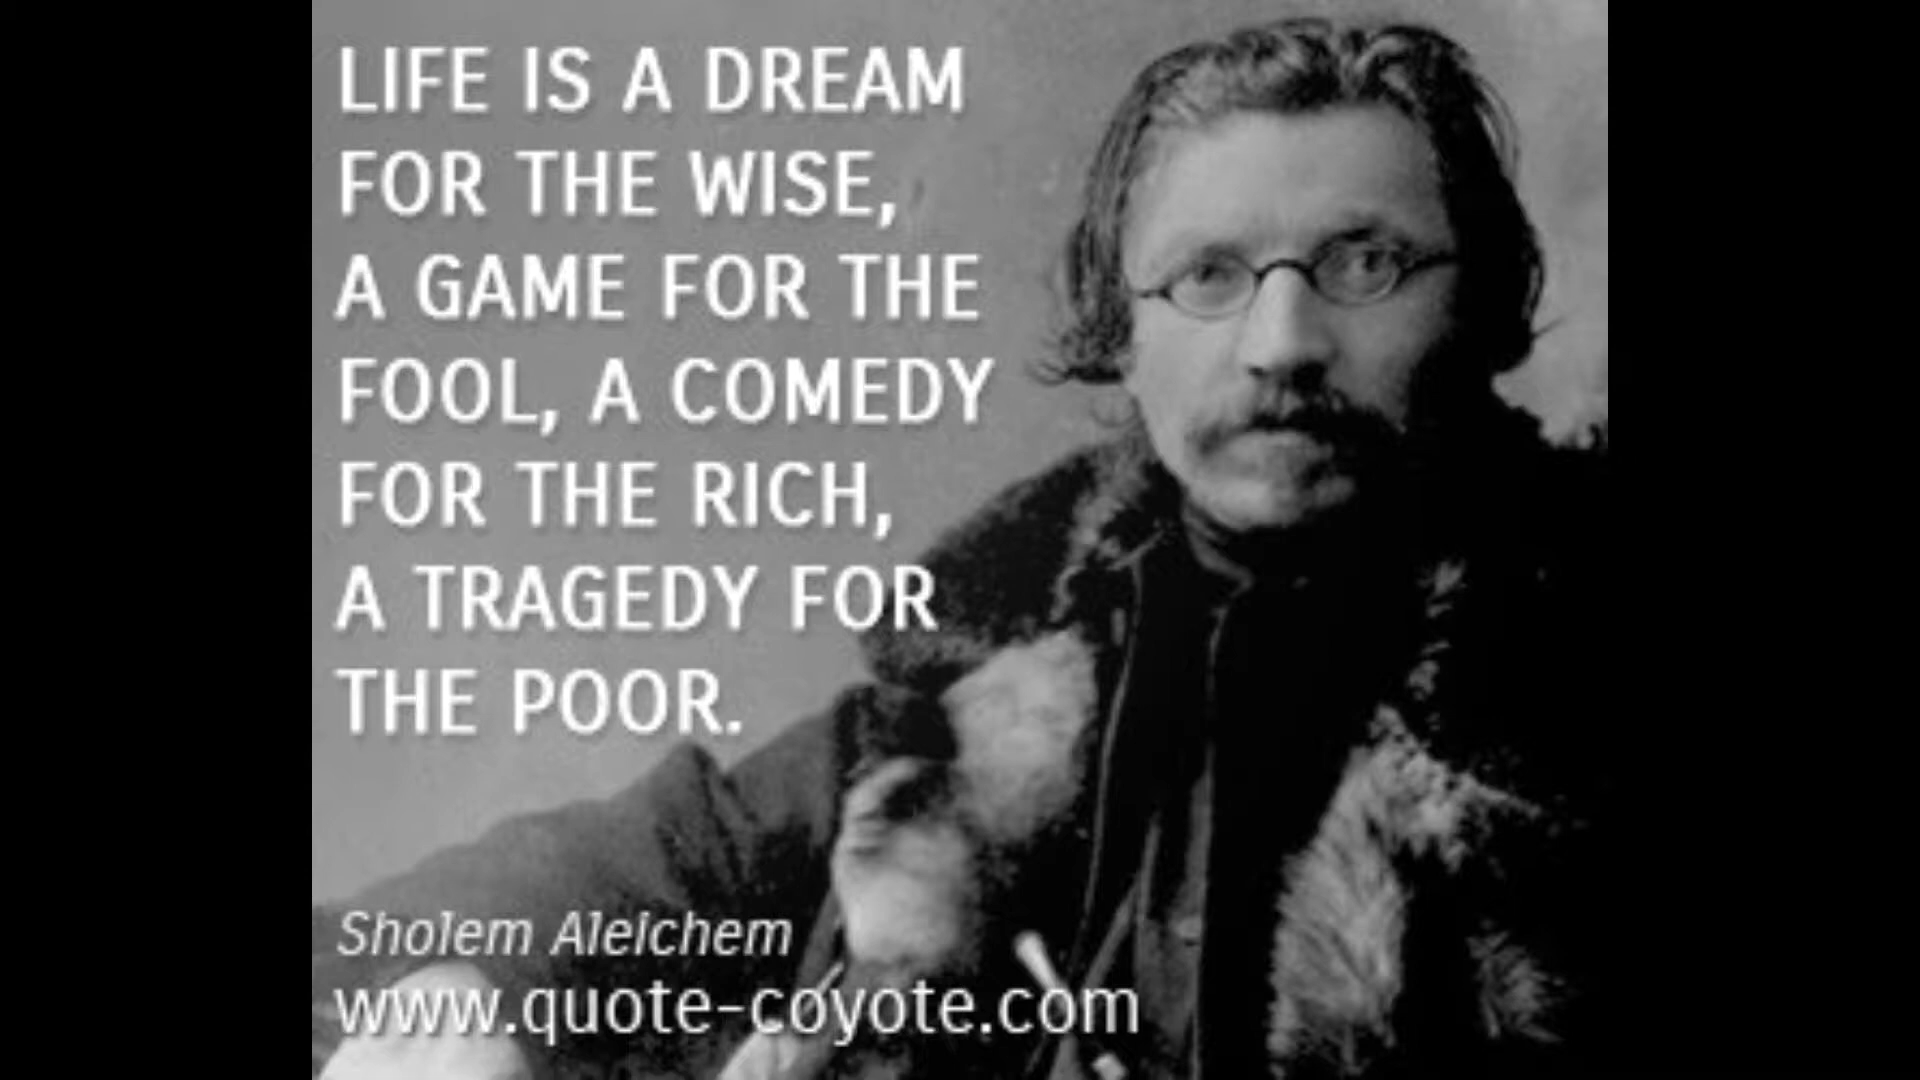 LIFE IS A DREAM
FOR THE WISE,
A GAME FOR THE
FOOL, A COMEDY
FOR THE RICH,
A TRAGEDY FOR
THE POOR.
Sholem Aleichem
www.quote-coyote.com